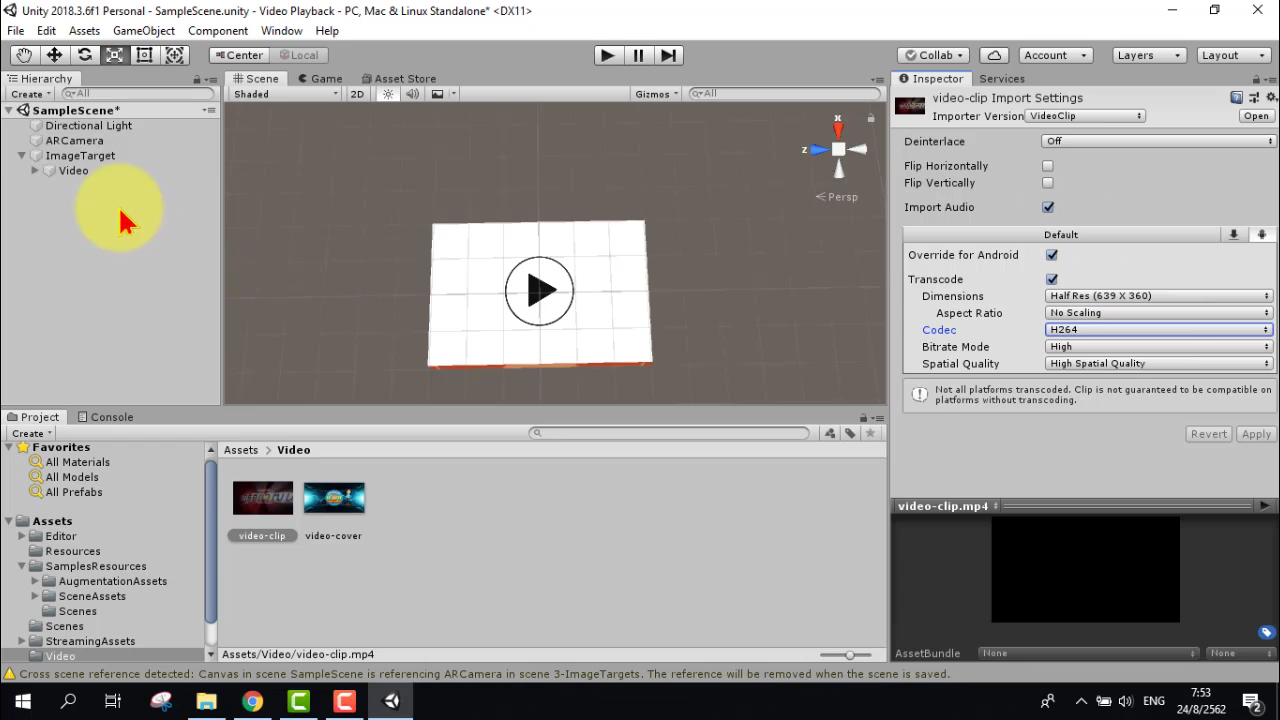 Unity 2018.3.6f1 Personal - SampleScene.unity - Video Playback - PC, Mac & Linux Standalone* <DX11>
File Edit Assets GameObject Component Window Help
Center Local Collab Account Layers Layout
Hierarchy
Create All
SampleScene*
Directional Light
ARCamera
ImageTarget
Video
Scene Game Asset Store
Shaded 2D Gizmos All
x
z
Persp
Inspector Services
video-clip Import Settings
Importer Version VideoClip Open
Deinterlace Off
Flip Horizontally
Flip Vertically
Import Audio
Default
Override for Android
Transcode
Dimensions Half Res (639 X 360)
Aspect Ratio No Scaling
Codec H264
Bitrate Mode High
Spatial Quality High Spatial Quality
Not all platforms transcoded. Clip is not guaranteed to be compatible on
platforms without transcoding.
Revert Apply
video-clip.mp4
AssetBundle None None
Project Console
Create
Favorites
All Materials
All Models
All Prefabs
Assets
Editor
Resources
SamplesResources
AugmentationAssets
SceneAssets
Scenes
Scenes
StreamingAssets
Video
Assets > Video
video-clip video-cover
Assets/Video/video-clip.mp4
Cross scene reference detected: Canvas in scene SampleScene is referencing ARCamera in scene 3-ImageTargets. The reference will be removed when the scene is saved.
ENG
7:53
24/8/2562
2